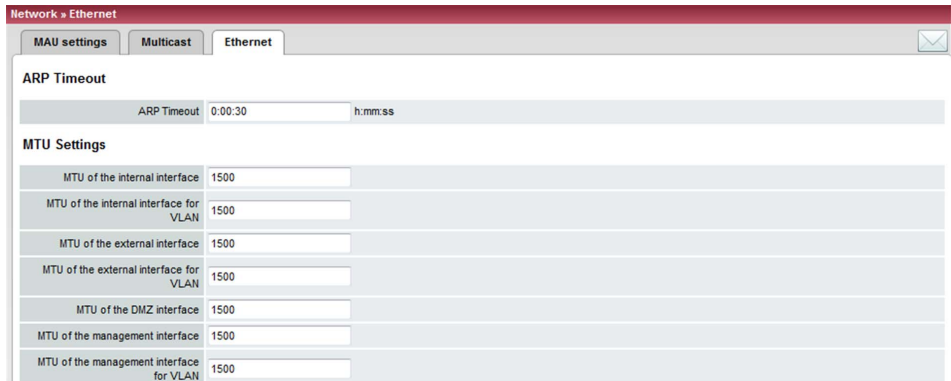 Network » Ethernet
MAU settings Multicast Ethernet
ARP Timeout
ARP Timeout 0:00:30 h:mm:ss
MTU Settings
MTU of the internal interface 1500
MTU of the internal interface for
VLAN 1500
MTU of the external interface 1500
MTU of the external interface for
VLAN 1500
MTU of the DMZ interface 1500
MTU of the management interface 1500
MTU of the management interface
for VLAN 1500